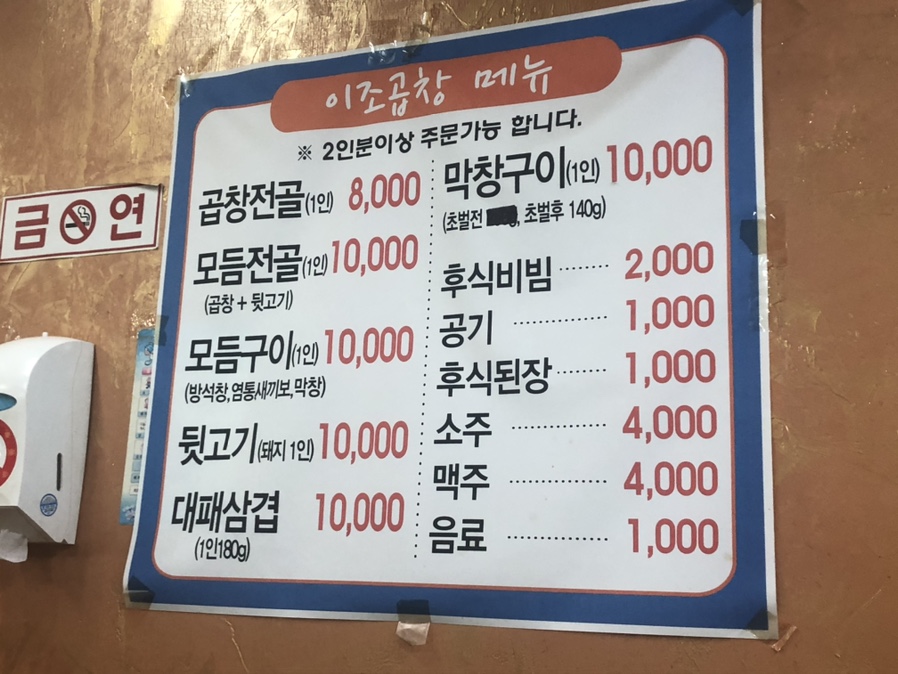 이조곱창 메뉴
※ 2인분이상 주문가능 합니다.
곱창전골(1인) 8,000
모듬전골(1인) 10,000
(곱창 + 뒷고기)
모듬구이(1인) 10,000
(방석창,염통새끼보,막창)
뒷고기(돼지 1인) 10,000
대패삼겹 10,000
(1인180g)
막창구이(1인) 10,000
(초벌전 g, 초벌후 140g)
후식비빔 ········ 2,000
공기 ············ 1,000
후식된장 ········ 1,000
소주 ············ 4,000
맥주 ············ 4,000
음료 ············ 1,000
금연